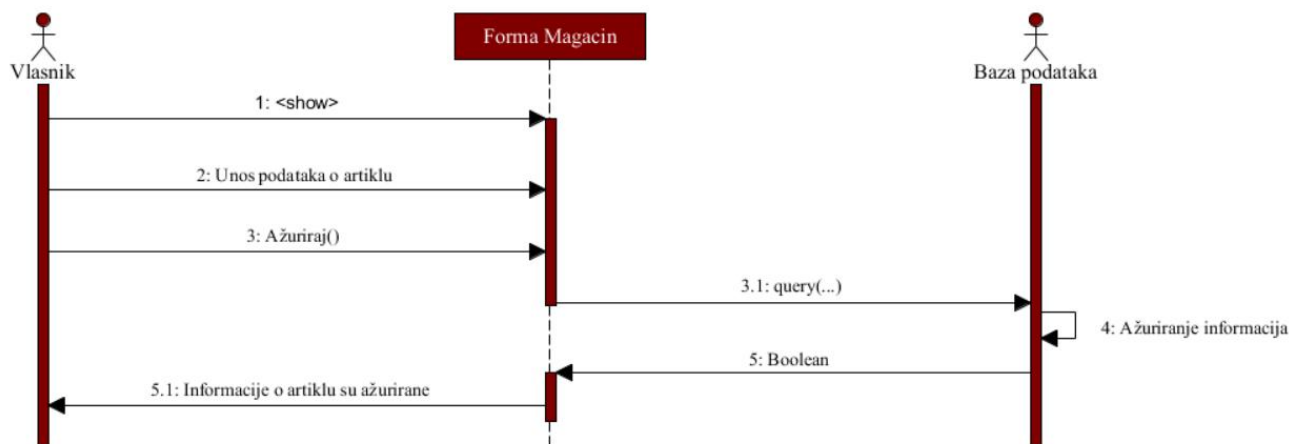 Vlasnik
Forma Magacin
Baza podataka
1: <show>
2: Unos podataka o artiklu
3: Ažuriraj()
3.1: query(...)
4: Ažuriranje informacija
5: Boolean
5.1: Informacije o artiklu su ažurirane